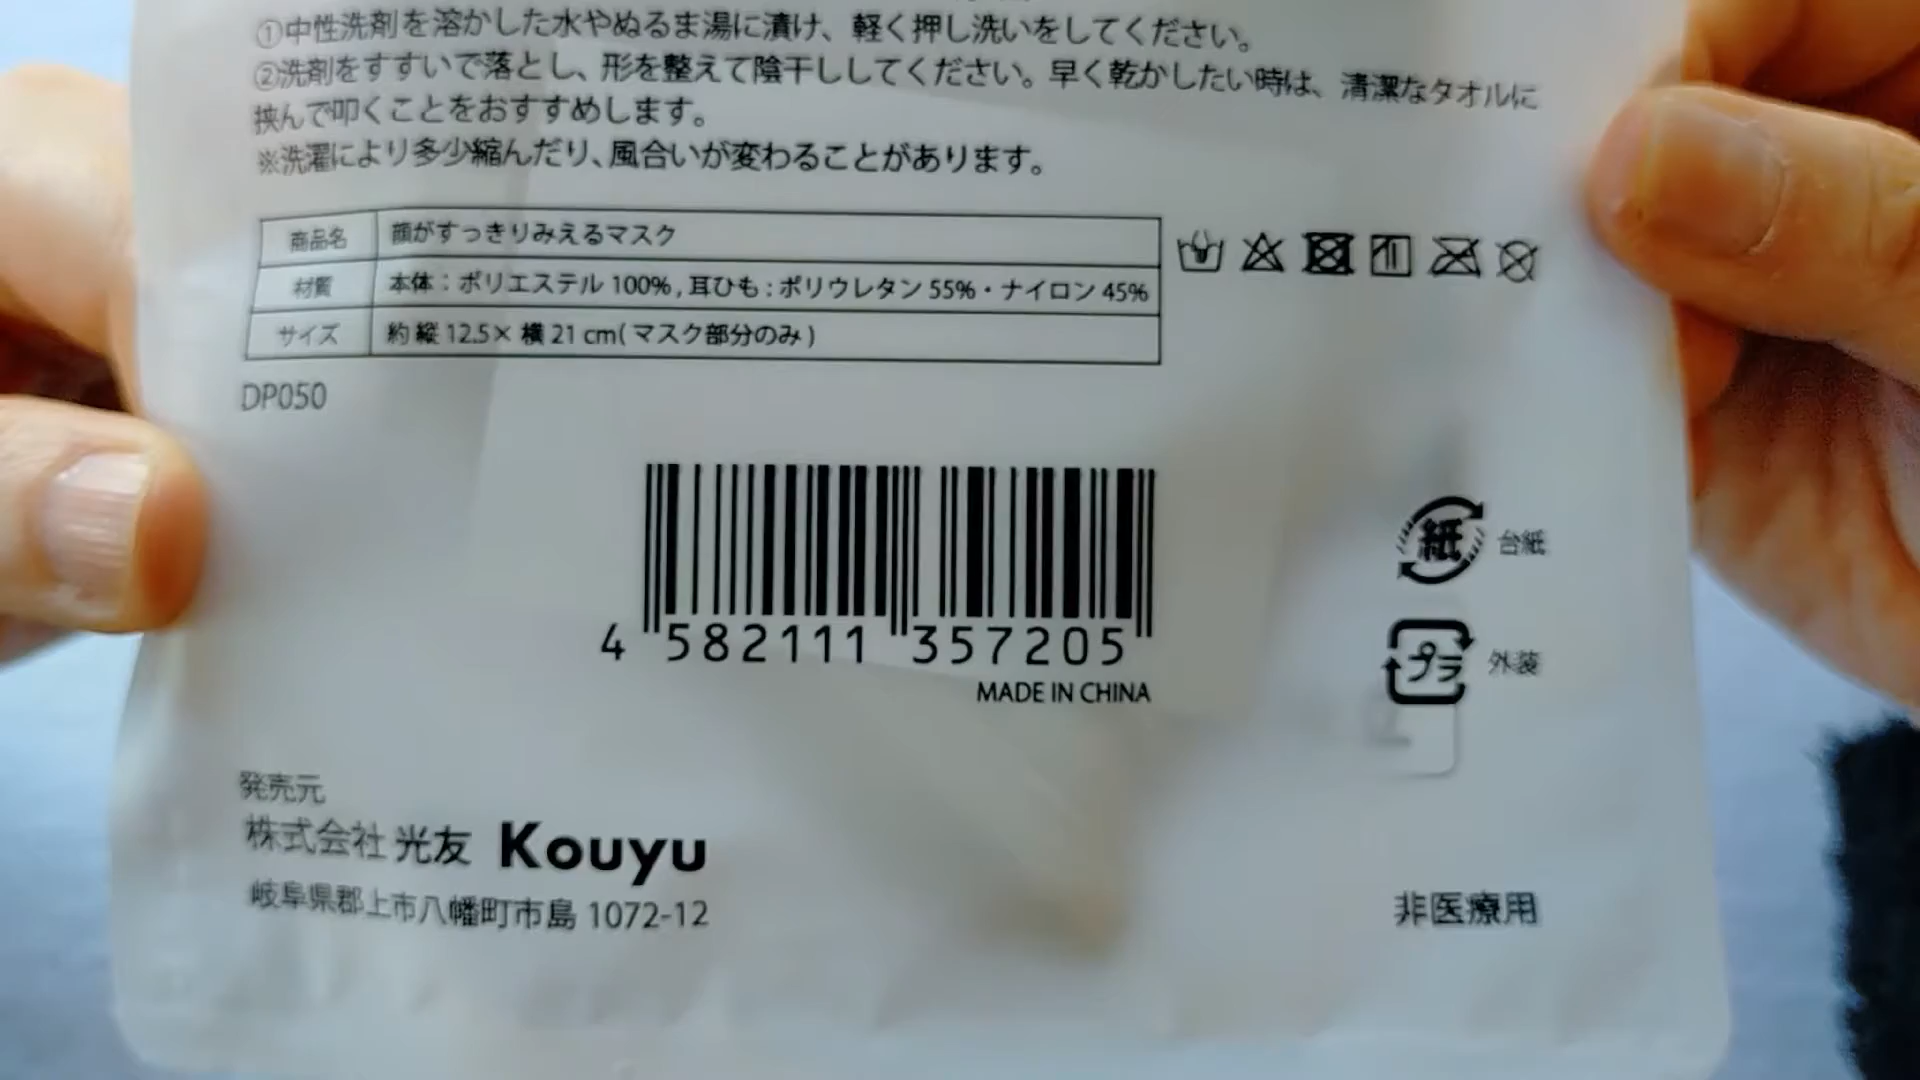 ①中性洗剤を溶かした水やぬるま湯に漬け、軽く押し洗いをしてください。
②洗剤をすすいで落とし、形を整えて陰干ししてください。早く乾かしたい時は、清潔なタオルに
挟んで叩くことをおすすめします。
※洗濯により多少縮んだり、風合いが変わることがあります。
商品名 顔がすっきりみえるマスク
材質 本体：ポリエステル 100% , 耳ひも : ポリウレタン 55%・ナイロン 45%
サイズ 約 縦 12.5× 横 21 cm( マスク部分のみ )
DP050
4 582111 357205
MADE IN CHINA
紙 台紙
プラ 外装
発売元
株式会社 光友 Kouyu
岐阜県郡上市八幡町市島 1072-12
非医療用